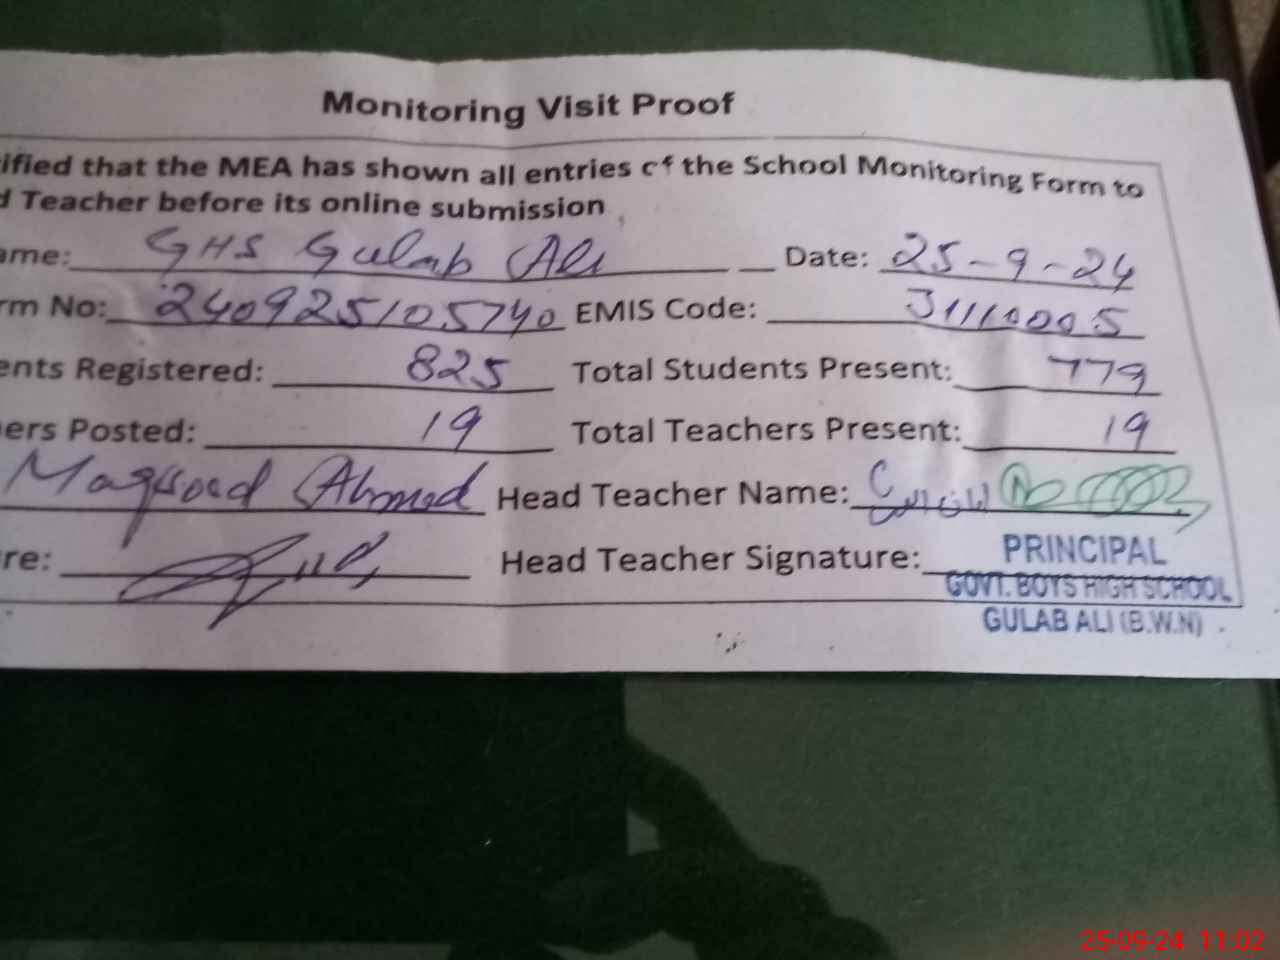 Monitoring Visit Proof
ified that the MEA has shown all entries of the School Monitoring Form to
d Teacher before its online submission
ame: GHS Gulab Ali Date: 25-9-24
rm No: 240925105740 EMIS Code: 31110005
ents Registered: 825 Total Students Present: 779
ers Posted: 19 Total Teachers Present: 19
Maqsood Ahmed Head Teacher Name:
re: Head Teacher Signature:
PRINCIPAL
GOVT. BOYS HIGH SCHOOL
GULAB ALI (B.W.N)
25-09-24 11:02